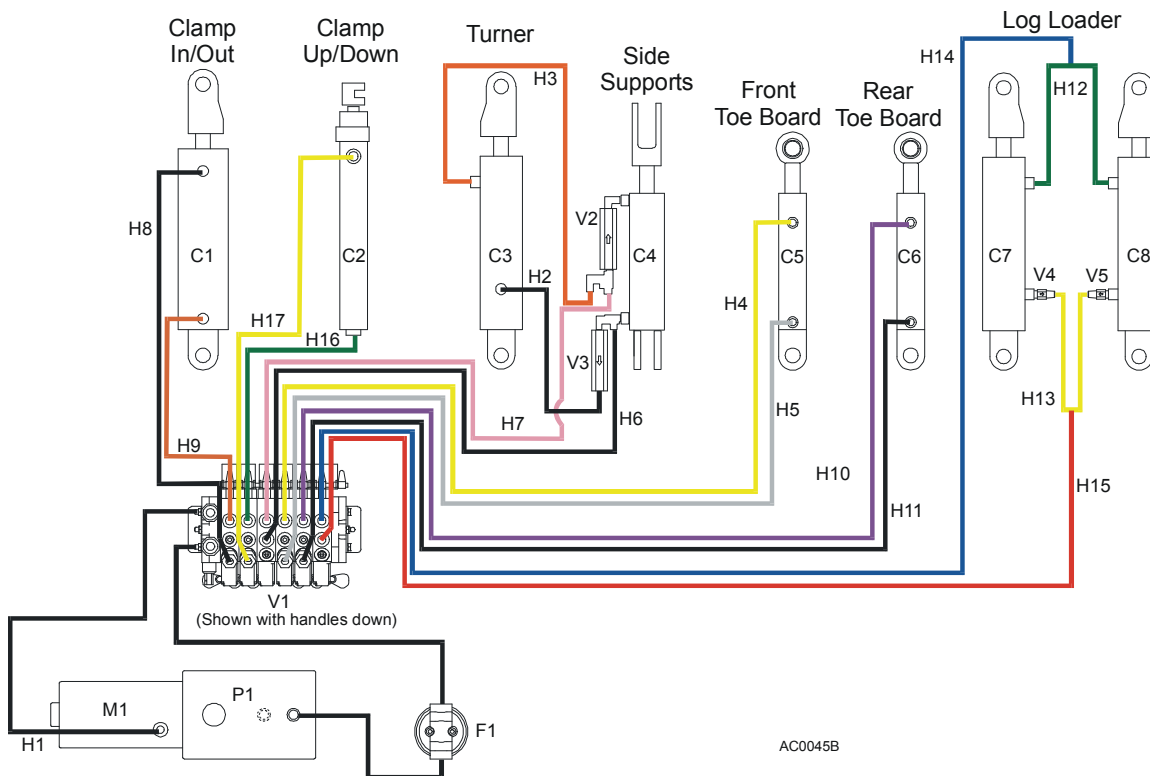 Clamp
In/Out
Clamp
Up/Down
Turner
Side
Supports
Front
Toe Board
Rear
Toe Board
Log Loader
H3
H14
H12
H8
V2
C1
C2
C3
H2
C4
C5
C6
C7
C8
V4
V5
H4
H17
H16
V3
H6
H7
H5
H13
H9
H10
H11
H15
V1
(Shown with handles down)
M1
P1
F1
H1
AC0045B